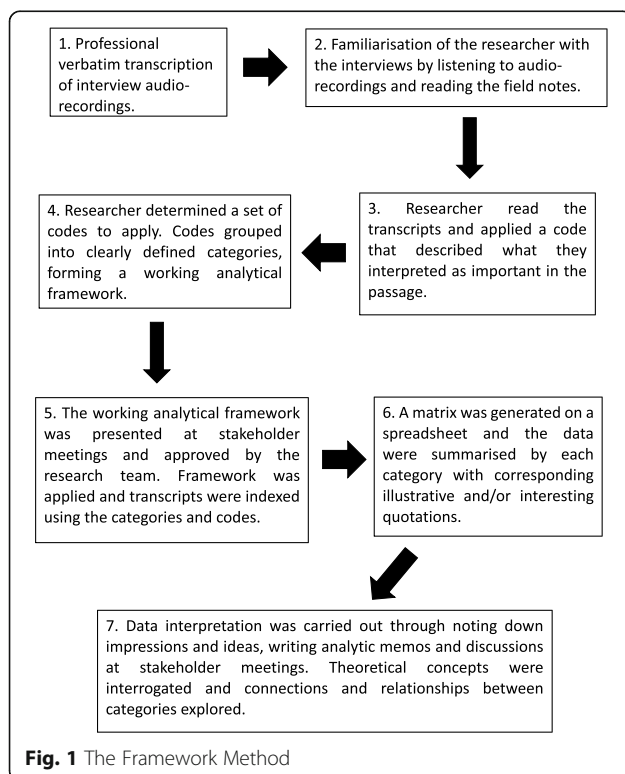 1. Professional
verbatim transcription
of interview audio-
recordings.
2. Familiarisation of the researcher with
the interviews by listening to audio-
recordings and reading the field notes.
3. Researcher read the
transcripts and applied a code
that described what they
interpreted as important in the
passage.
4. Researcher determined a set of
codes to apply. Codes grouped
into clearly defined categories,
forming a working analytical
framework.
5. The working analytical framework
was presented at stakeholder
meetings and approved by the
research team. Framework was
applied and transcripts were indexed
using the categories and codes.
6. A matrix was generated on a
spreadsheet and the data
were summarised by each
category with corresponding
illustrative and/or interesting
quotations.
7. Data interpretation was carried out through noting down
impressions and ideas, writing analytic memos and discussions
at stakeholder meetings. Theoretical concepts were
interrogated and connections and relationships between
categories explored.
Fig. 1 The Framework Method